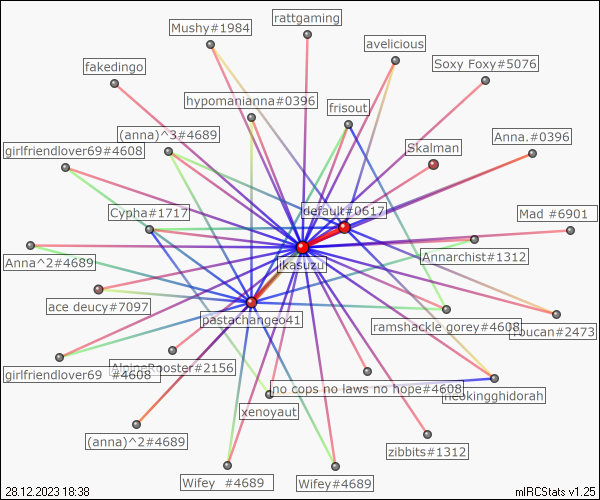 rattgaming
Mushy#1984
avelicious
Soxy Foxy#5076
fakedingo
hypomanianna#0396
frisout
(anna)^3#4689
Anna.#0396
girlfriendlover69#4608
Skalman
Cypha#1717
default#0617
Mad #6901
Anna^2#4689
ikasuzu
Annarchist#1312
ace deucy#7097
pastachangeo41
ramshackle gorey#4608
Toucan#2473
AlpineRooster#2156
girlfriendlover69 #4608
no cops no laws no hope#4608
neokingghidorah
xenoyaut
(anna)^2#4689
zibbits#1312
Wifey #4689
Wifey#4689
28.12.2023 18:38
mIRCStats v1.25